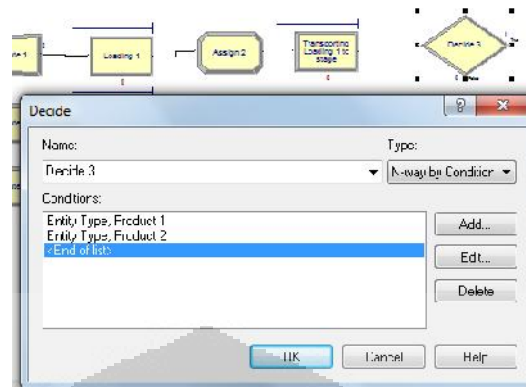 Loading 1
Assign 2
Transporting
Loading 1 to
stage
Decide 3
Decide
Name:
Type:
Decide 3
N-way by Condition
Conditions:
Entity Type, Product 1
Entity Type, Product 2
<End of list>
Add...
Edit...
Delete
OK
Cancel
Help